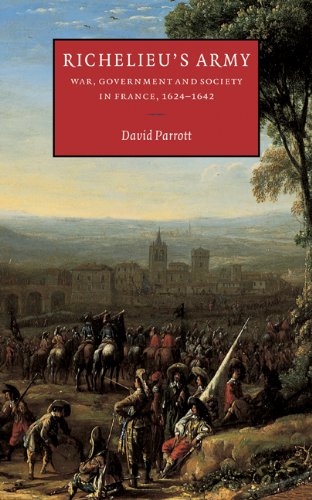 RICHELIEU'S ARMY
WAR, GOVERNMENT AND SOCIETY
IN FRANCE, 1624–1642
David Parrott